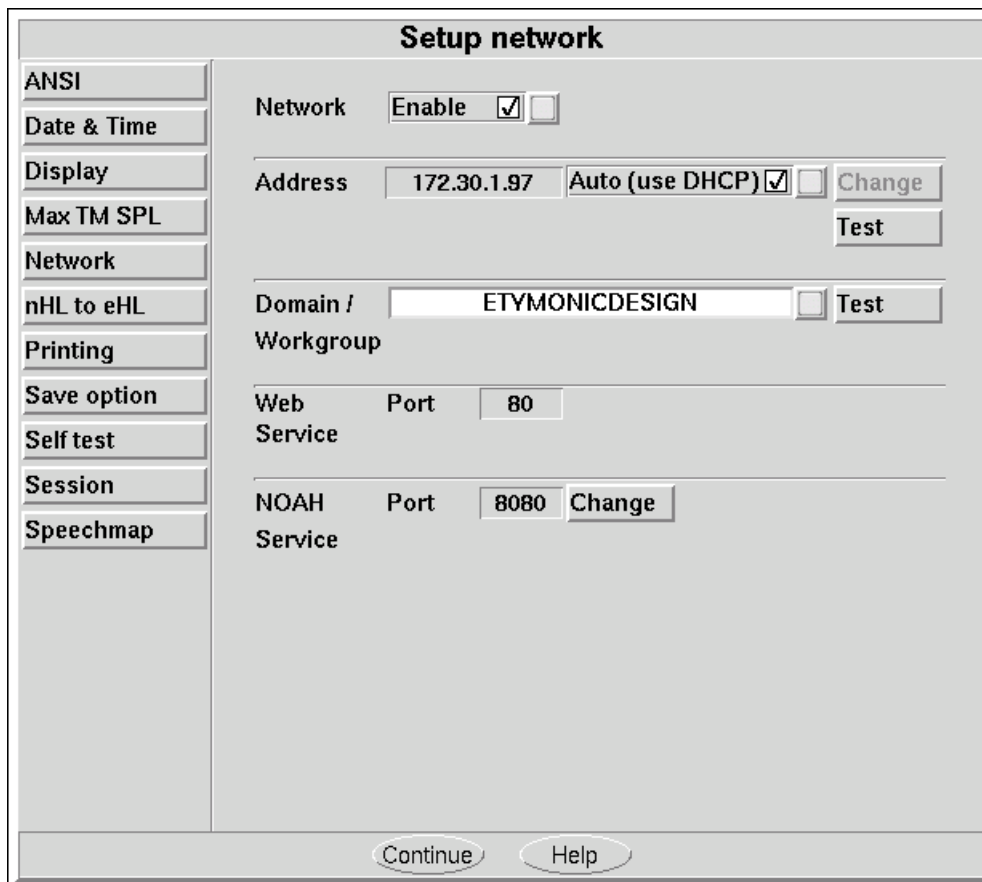 Setup network
ANSI
Date & Time
Display
Max TM SPL
Network
nHL to eHL
Printing
Save option
Self test
Session
Speechmap
Network Enable
Address 172.30.1.97 Auto (use DHCP) Change
Test
Domain / ETYMONICDESIGN Test
Workgroup
Web Port 80
Service
NOAH Port 8080 Change
Service
Continue Help